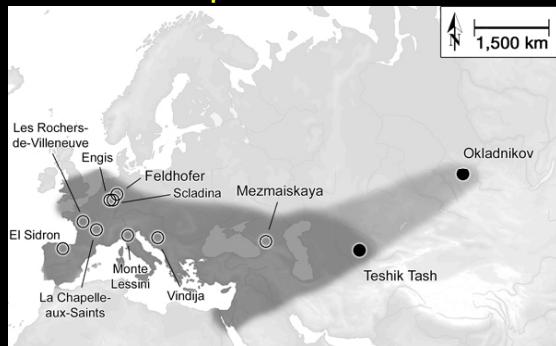 N
1,500 km
Les Rochers-
de-Villeneuve
Engis
Feldhofer
Scladina
Okladnikov
Mezmaiskaya
El Sidron
Monte
Lessini
Teshik Tash
La Chapelle-
aux-Saints
Vindija